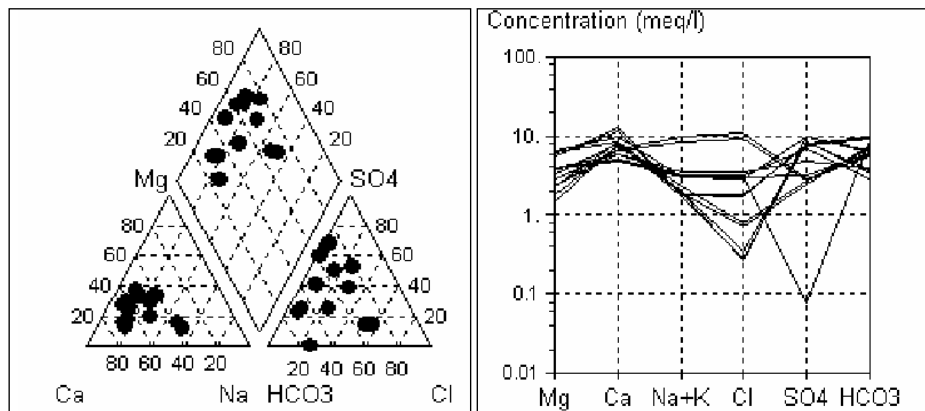 80 80
60 60
40 40
20 20
Mg SO4
80 80
60 60
40 40
20 20
80 60 40 20 20 40 60 80
Ca Na HCO3 Cl
Concentration (meq/l)
100.
10.
1.
0.1
0.01
Mg Ca Na+K Cl SO4 HCO3